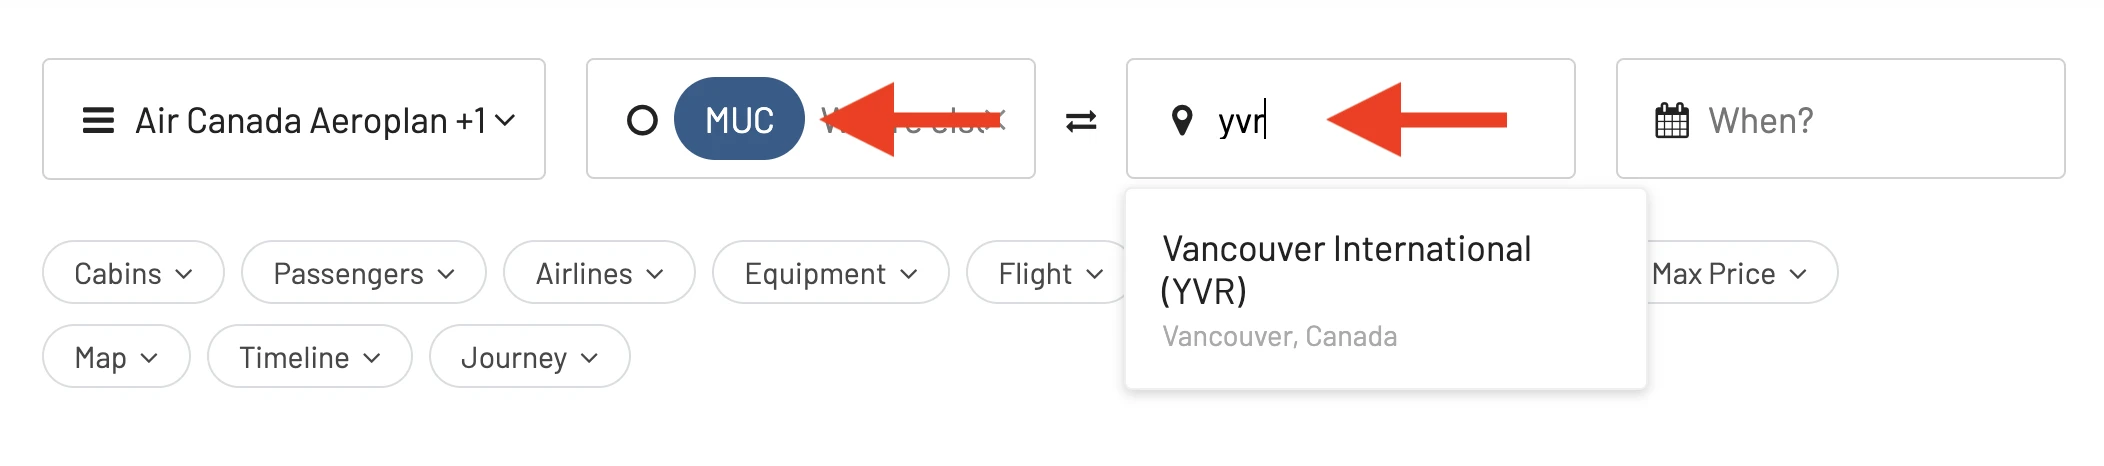 Air Canada Aeroplan +1
MUC
yvr
When?
Vancouver International
(YVR)
Vancouver, Canada
Cabins
Passengers
Airlines
Equipment
Flight
Max Price
Map
Timeline
Journey